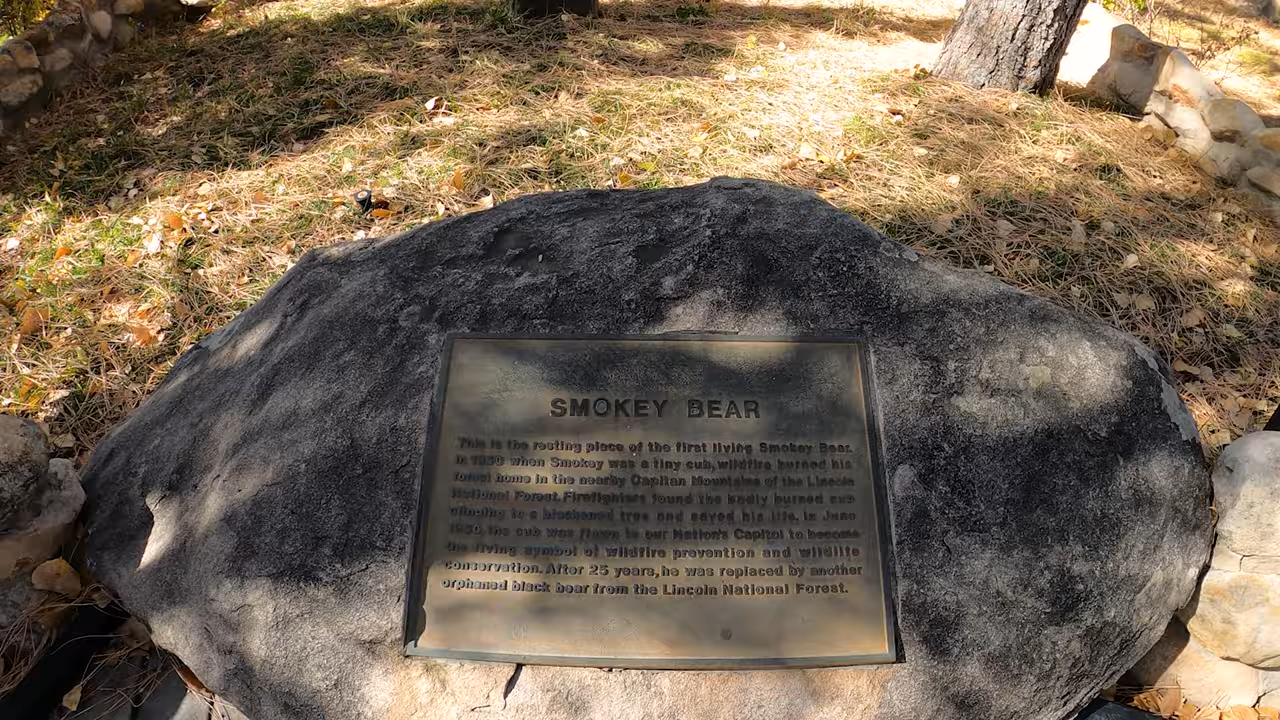 SMOKEY BEAR
This is the resting place of the first living Smokey Bear.
In 1950 when Smokey was a tiny cub, wildfire burned his
forest home in the nearby Capitan Mountains of the Lincoln
National Forest. Firefighters found the badly burned cub
clinging to a blackened tree and saved his life. In June
1950, the cub was flown to our Nation's Capitol to become
the living symbol of wildfire prevention and wildlife
conservation. After 25 years, he was replaced by another
orphaned black bear from the Lincoln National Forest.